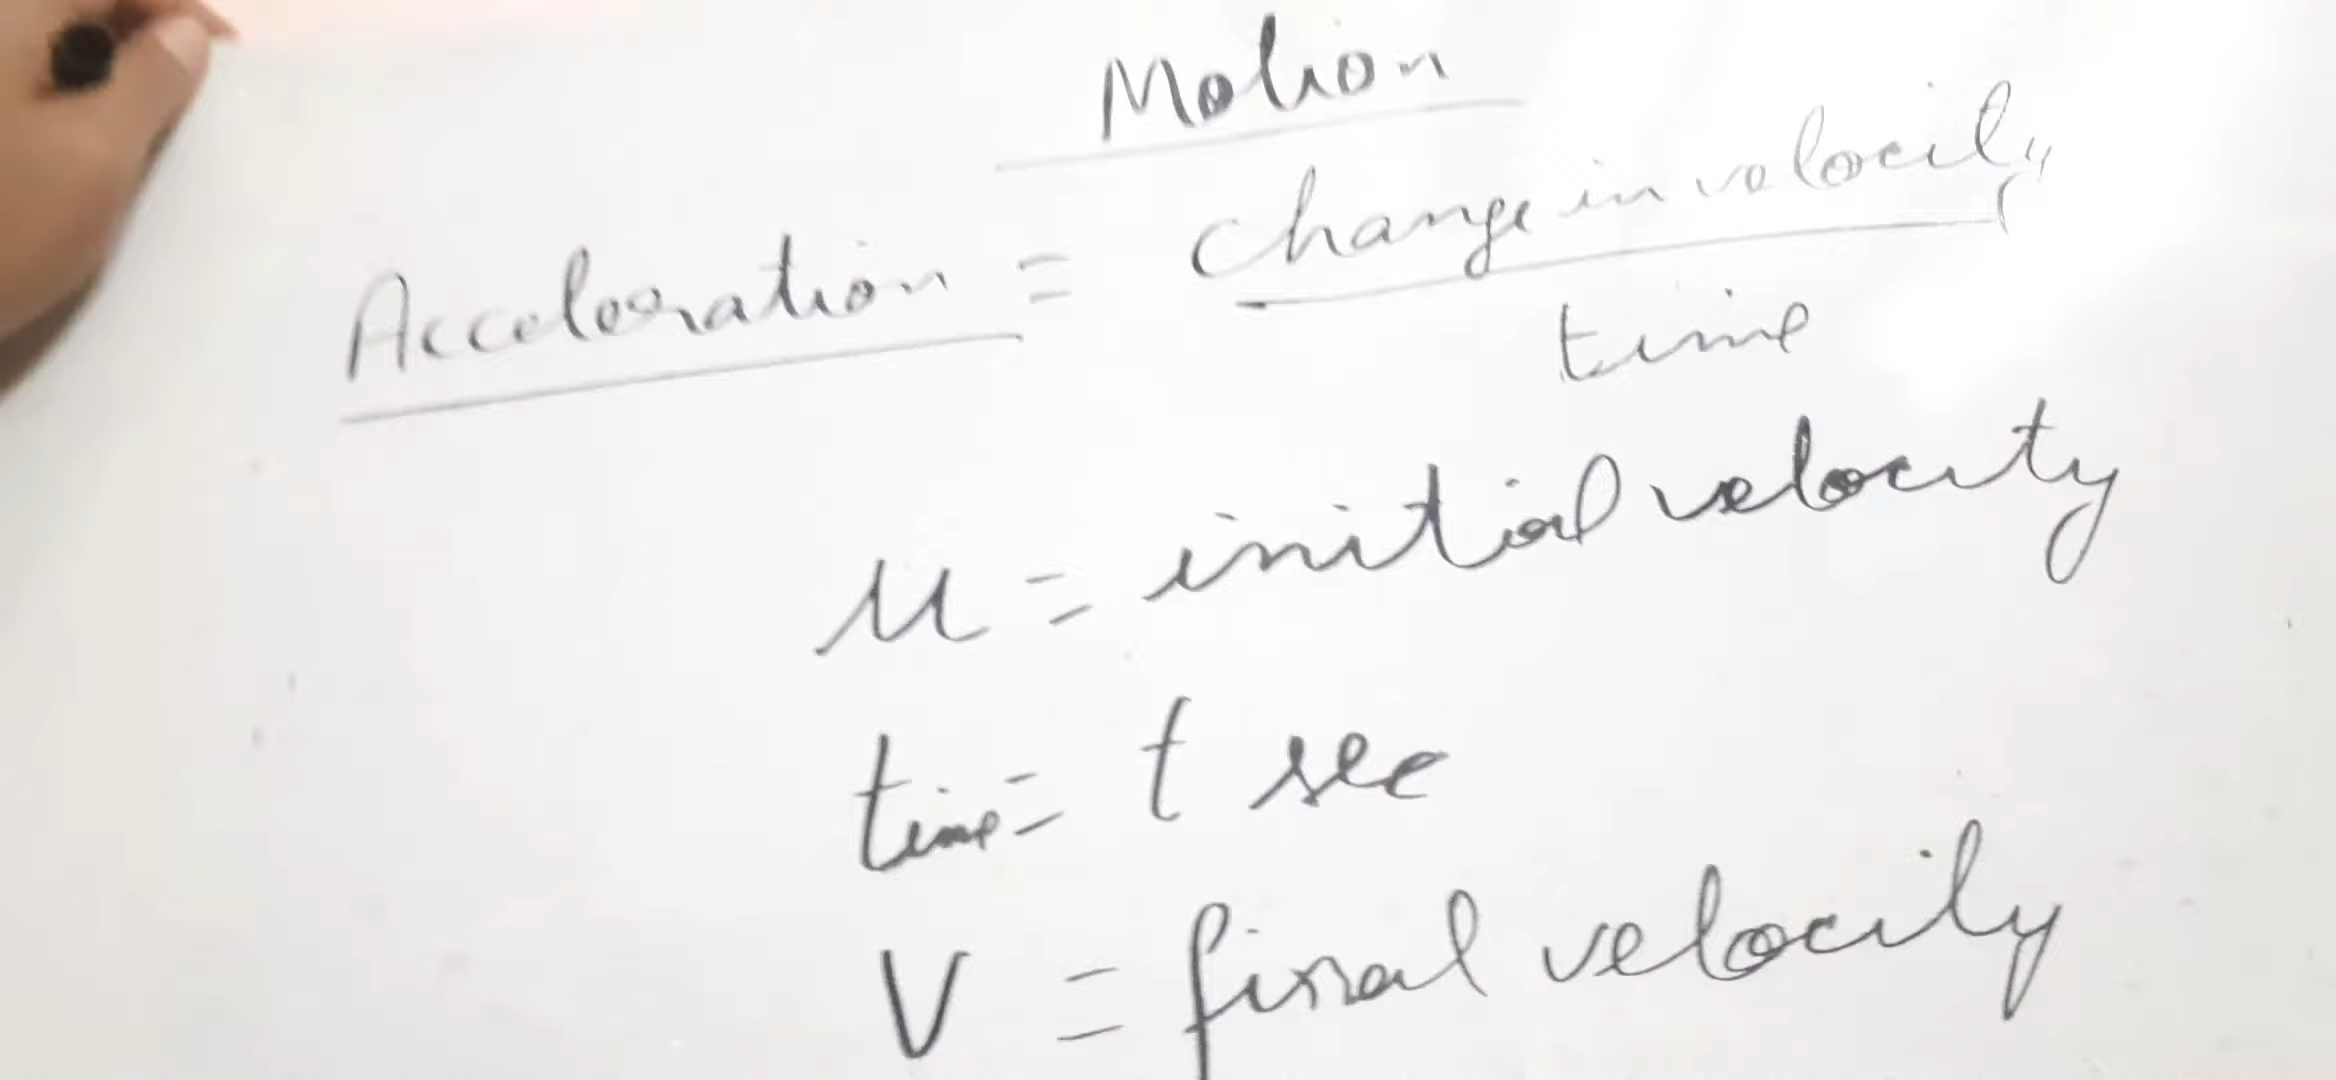 Motion
Acceleration = change in velocity
time
u = initial velocity
time = t sec
V = final velocity